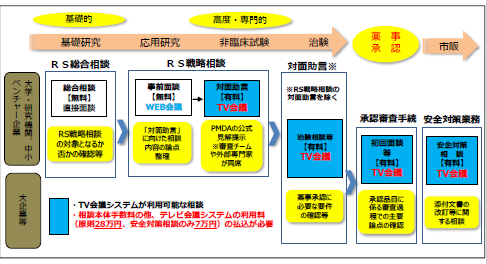 基礎的
高度・専門的
基礎研究
応用研究
非臨床試験
治験
薬事
承認
市販
大学・研究機関、中小
ベンチャー企業
大企業等
RS総合相談
総合相談
【無料】
直接面談
RS戦略相談
の対象となるか
否かの確認等
RS戦略相談
事前面談
【無料】
WEB会議
「対面助言」
に向けた相談
内容の論点
整理
対面助言
【有料】
TV会議
PMDAの公式
見解提示
※審査チーム
や外部専門家
が同席
対面助言※
※RS戦略相談の
対面助言を除く
治験相談等
【有料】
TV会議
薬事承認に
必要な要件
の確認等
承認審査手続
初回面談
等
【有料】
TV会議
承認品目に
係る審査過
程での主要
論点の確認
安全対策業務
安全対策
相談
【有料】
TV会議
添付文書の
改訂等に関
する相談
・TV会議システムが利用可能な相談
・相談本体手数料の他、テレビ会議システムの利用料
（原則28万円、安全対策相談のみ7万円）の払込が必要